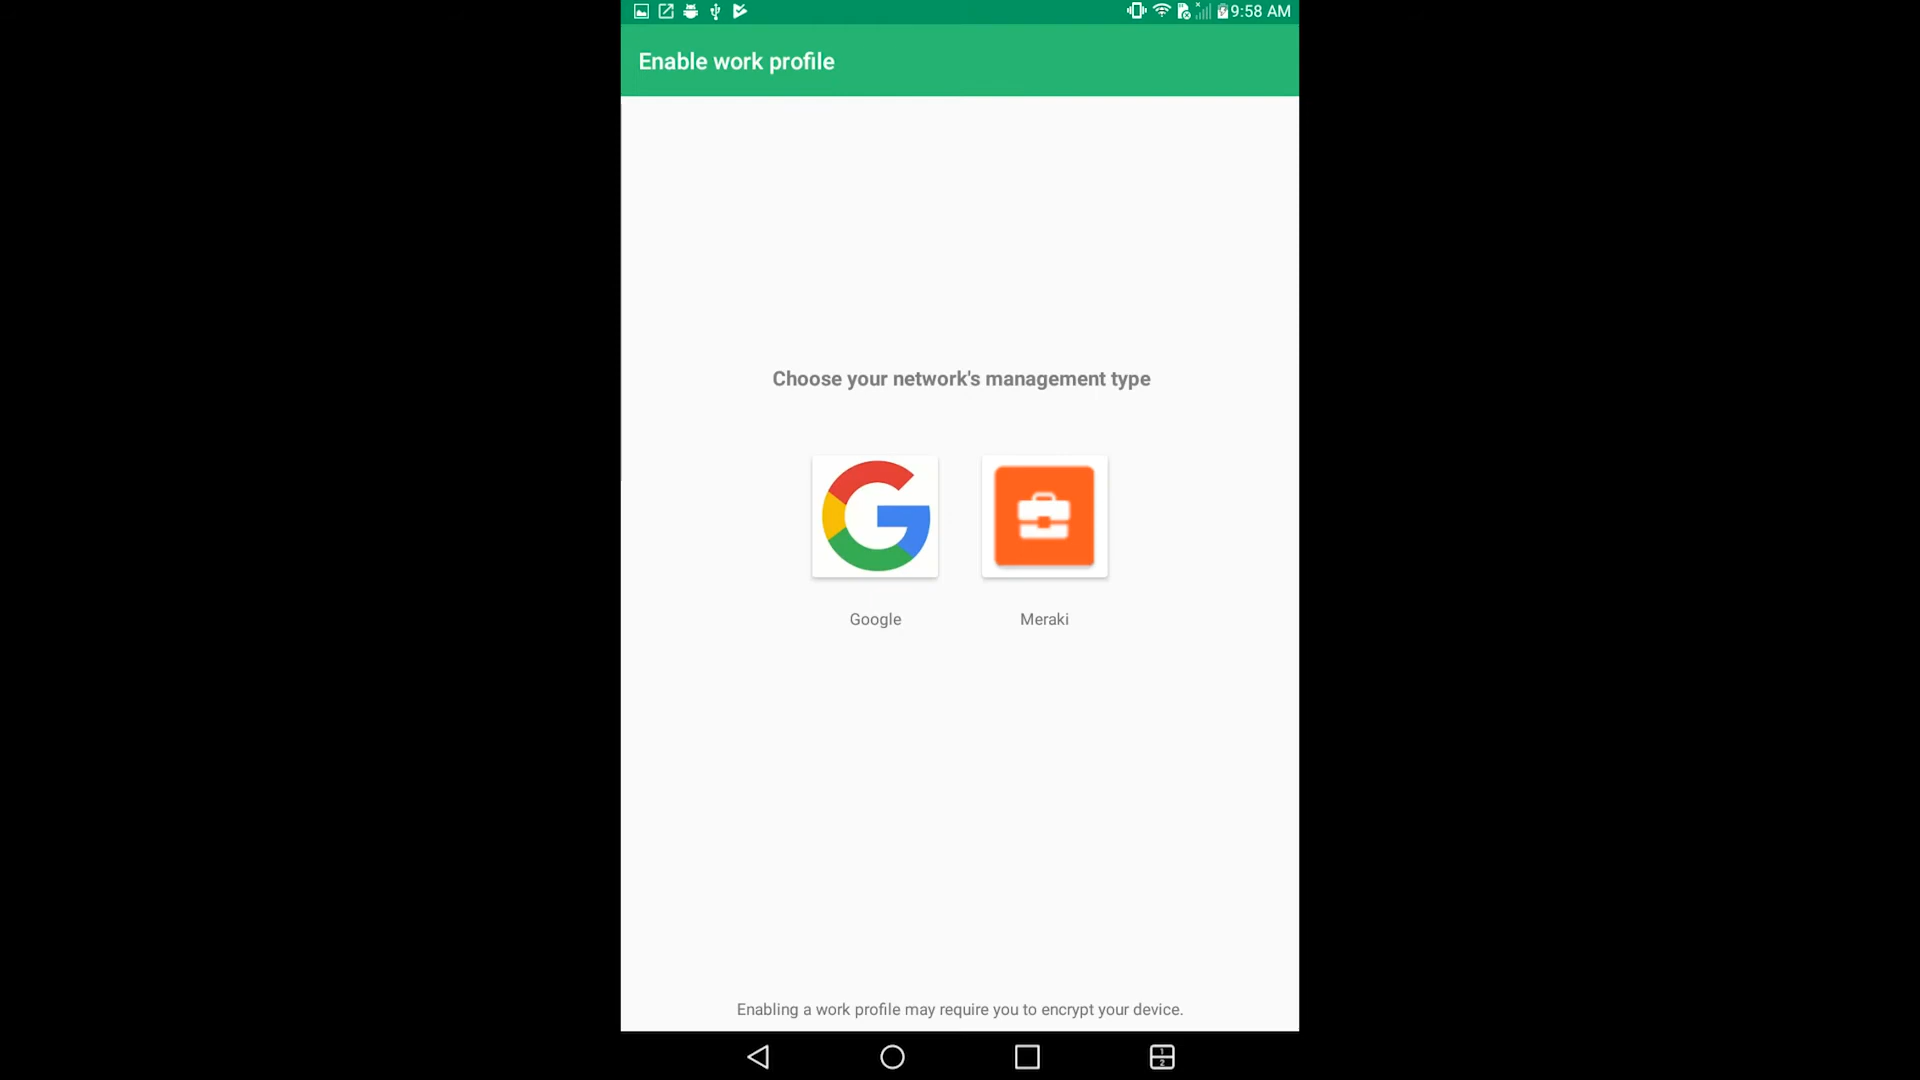 9:58 AM
Enable work profile
Choose your network's management type
Google
Meraki
Enabling a work profile may require you to encrypt your device.